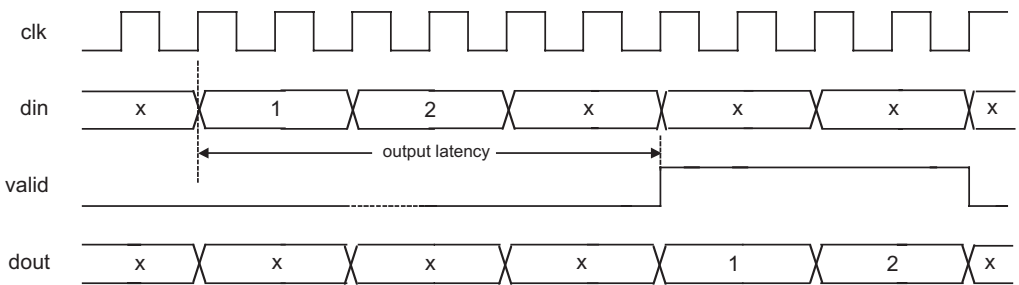 clk
din x 1 2 x x x x
output latency
valid
dout x x x x 1 2 x